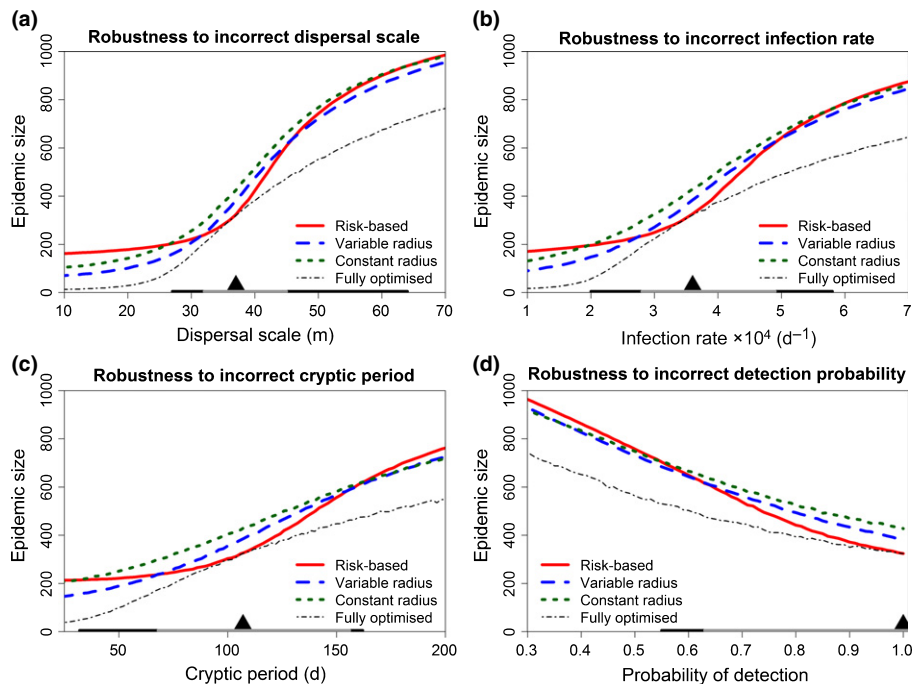 (a)
Robustness to incorrect dispersal scale
Epidemic size
0 200 400 600 800 1000
Risk-based
Variable radius
Constant radius
Fully optimised
10 20 30 40 50 60 70
Dispersal scale (m)
(b)
Robustness to incorrect infection rate
Epidemic size
0 200 400 600 800 1000
Risk-based
Variable radius
Constant radius
Fully optimised
1 2 3 4 5 6 7
Infection rate ×10⁴ (d⁻¹)
(c)
Robustness to incorrect cryptic period
Epidemic size
0 200 400 600 800 1000
Risk-based
Variable radius
Constant radius
Fully optimised
50 100 150 200
Cryptic period (d)
(d)
Robustness to incorrect detection probability
Epidemic size
0 200 400 600 800 1000
Risk-based
Variable radius
Constant radius
Fully optimised
0.3 0.4 0.5 0.6 0.7 0.8 0.9 1.0
Probability of detection